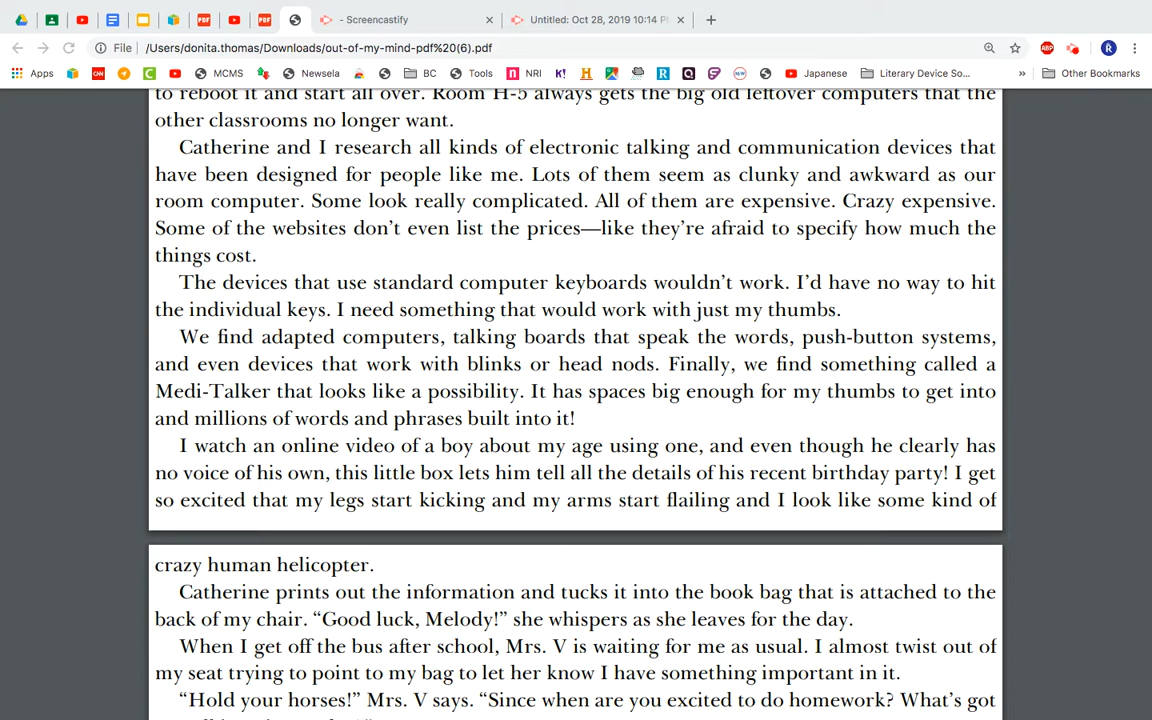 - Screencastify
Untitled: Oct 28, 2019 10:14 P
File
/Users/donita.thomas/Downloads/out-of-my-mind-pdf%20(6).pdf
ABP
R
Apps
CNN
MCMS
Newsela
BC
Tools
N
NRI
K!
H
R
Q
Japanese
Literary Device So...
»
Other Bookmarks
to reboot it and start all over. Room H-5 always gets the big old leftover computers that the
other classrooms no longer want.
Catherine and I research all kinds of electronic talking and communication devices that
have been designed for people like me. Lots of them seem as clunky and awkward as our
room computer. Some look really complicated. All of them are expensive. Crazy expensive.
Some of the websites don’t even list the prices—like they’re afraid to specify how much the
things cost.
The devices that use standard computer keyboards wouldn’t work. I’d have no way to hit
the individual keys. I need something that would work with just my thumbs.
We find adapted computers, talking boards that speak the words, push-button systems,
and even devices that work with blinks or head nods. Finally, we find something called a
Medi-Talker that looks like a possibility. It has spaces big enough for my thumbs to get into
and millions of words and phrases built into it!
I watch an online video of a boy about my age using one, and even though he clearly has
no voice of his own, this little box lets him tell all the details of his recent birthday party! I get
so excited that my legs start kicking and my arms start flailing and I look like some kind of
crazy human helicopter.
Catherine prints out the information and tucks it into the book bag that is attached to the
back of my chair. “Good luck, Melody!” she whispers as she leaves for the day.
When I get off the bus after school, Mrs. V is waiting for me as usual. I almost twist out of
my seat trying to point to my bag to let her know I have something important in it.
“Hold your horses!” Mrs. V says. “Since when are you excited to do homework? What’s got